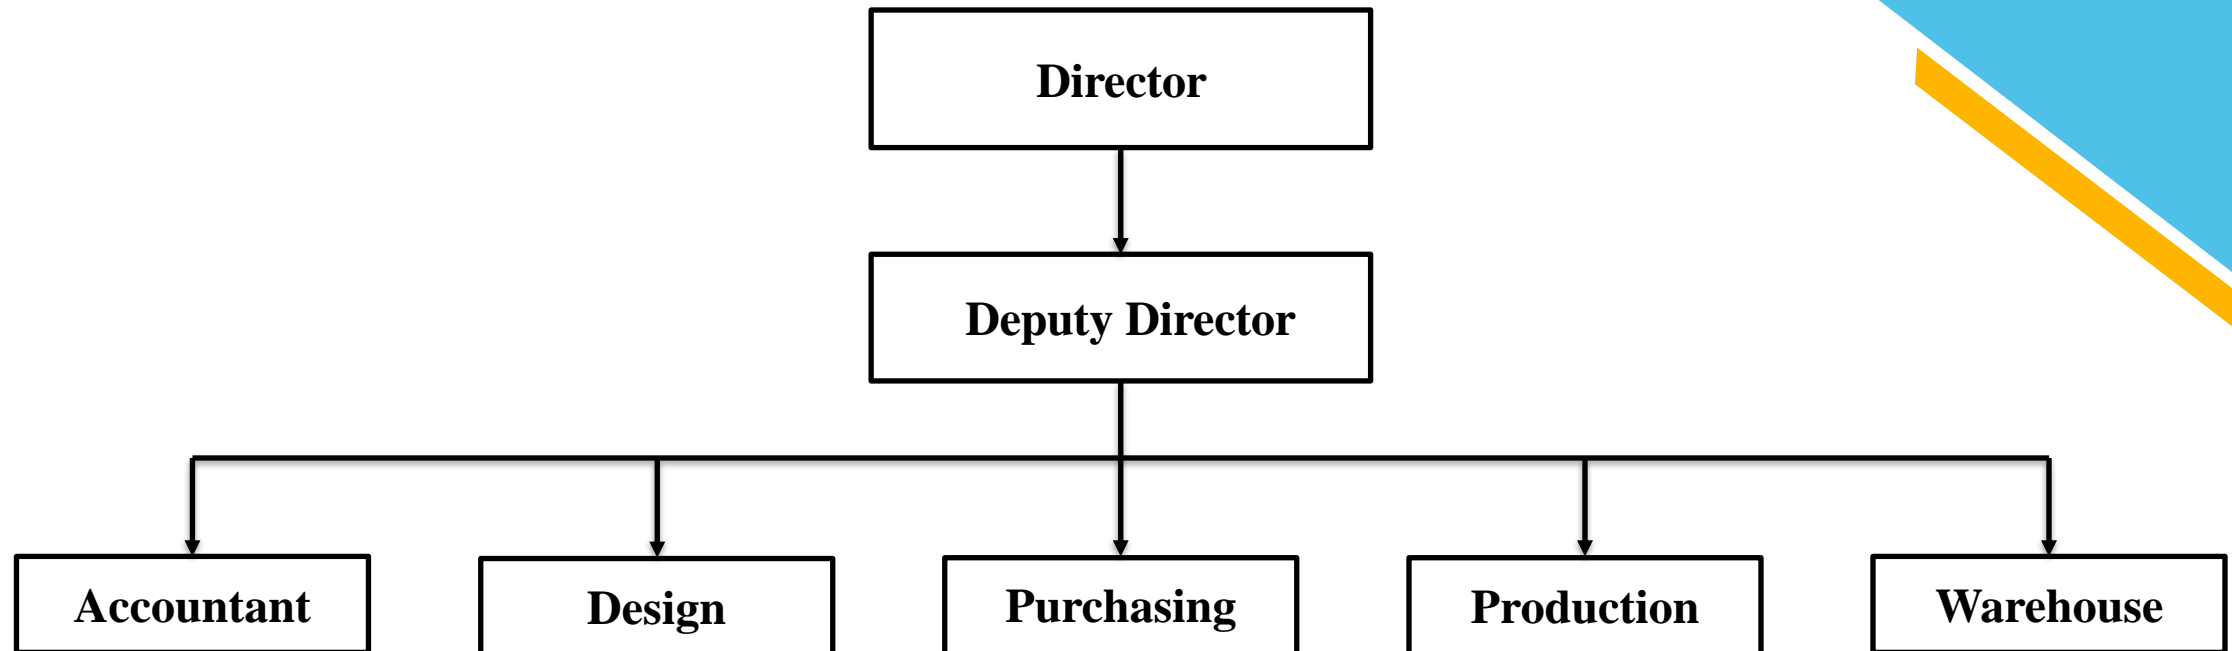 Director
Deputy Director
Accountant
Design
Purchasing
Production
Warehouse